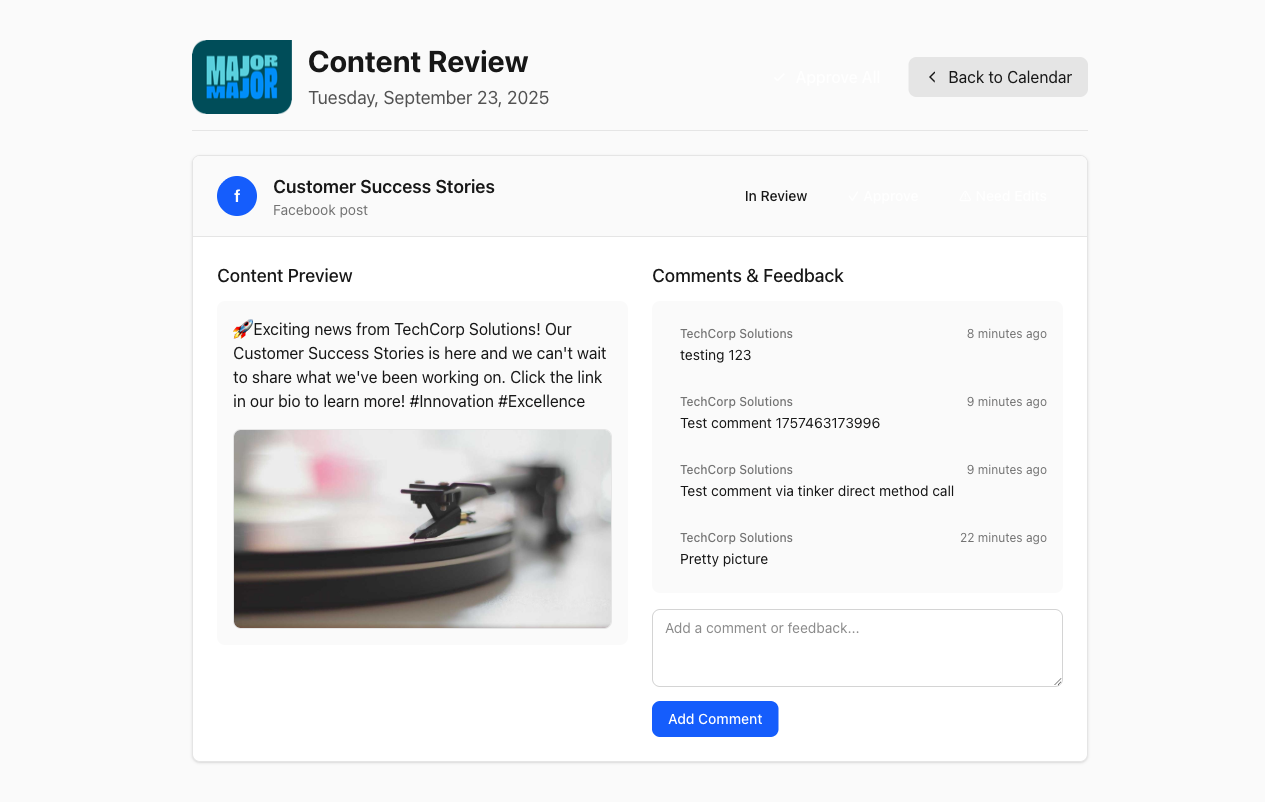 MAJOR
MAJOR
Content Review
Tuesday, September 23, 2025
✓ Approve All
Back to Calendar
f
Customer Success Stories
Facebook post
In Review
✓ Approve
Need Edits
Content Preview
🚀Exciting news from TechCorp Solutions! Our
Customer Success Stories is here and we can't wait
to share what we've been working on. Click the link
in our bio to learn more! #Innovation #Excellence
Comments & Feedback
TechCorp Solutions
8 minutes ago
testing 123
TechCorp Solutions
9 minutes ago
Test comment 1757463173996
TechCorp Solutions
9 minutes ago
Test comment via tinker direct method call
TechCorp Solutions
22 minutes ago
Pretty picture
Add a comment or feedback...
Add Comment